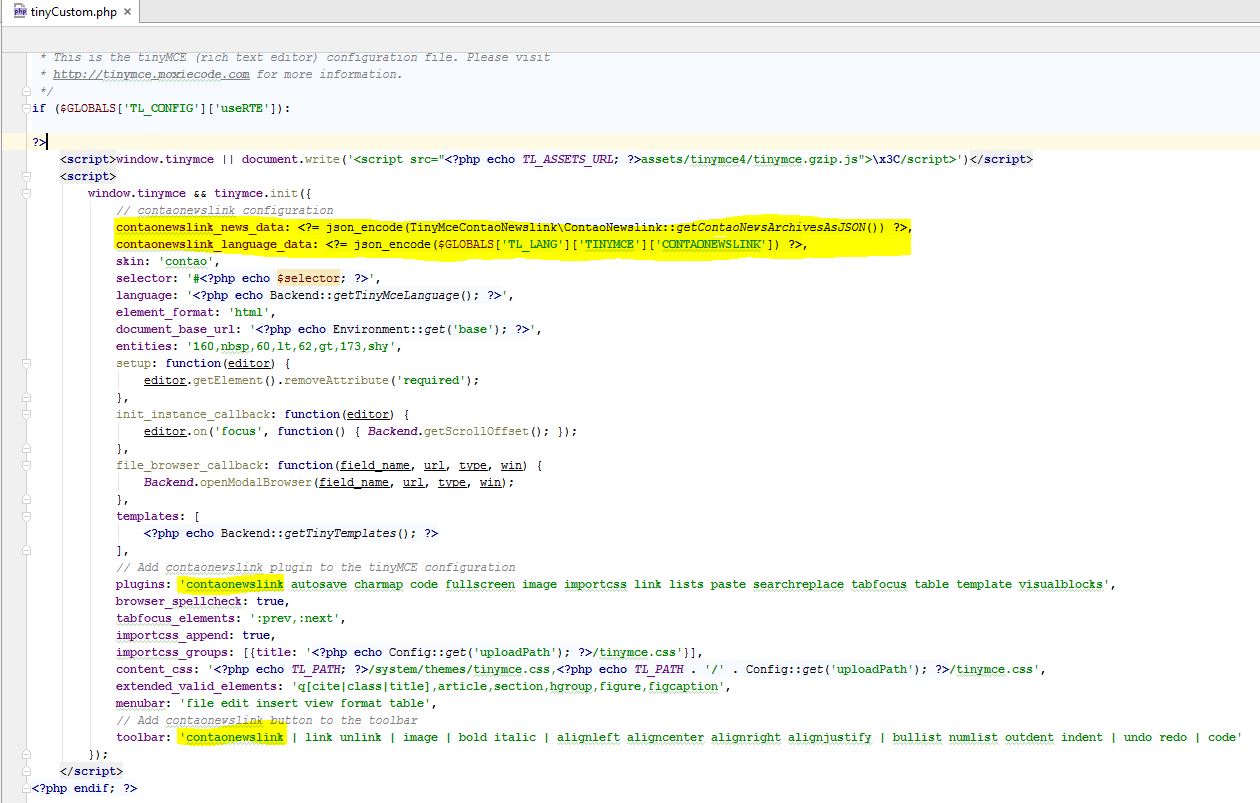 php tinyCustom.php ×
* This is the tinyMCE (rich text editor) configuration file. Please visit
* http://tinymce.moxiecode.com for more information.
*/
if ($GLOBALS['TL_CONFIG']['useRTE']):
?>
<script>window.tinymce || document.write('<script src="<?php echo TL_ASSETS_URL; ?>assets/tinymce4/tinymce.gzip.js">\x3C/script>')</script>
<script>
window.tinymce && tinymce.init({
// contaonewslink configuration
contaonewslink_news_data: <?= json_encode(TinyMceContaoNewslink\ContaoNewslink::getContaoNewsArchivesAsJSON()) ?>,
contaonewslink_language_data: <?= json_encode($GLOBALS['TL_LANG']['TINYMCE']['CONTAONEWSLINK']) ?>,
skin: 'contao',
selector: '#<?php echo $selector; ?>',
language: '<?php echo Backend::getTinyMceLanguage(); ?>',
element_format: 'html',
document_base_url: '<?php echo Environment::get('base'); ?>',
entities: '160,nbsp,60,lt,62,gt,173,shy',
setup: function(editor) {
editor.getElement().removeAttribute('required');
},
init_instance_callback: function(editor) {
editor.on('focus', function() { Backend.getScrollOffset(); });
},
file_browser_callback: function(field_name, url, type, win) {
Backend.openModalBrowser(field_name, url, type, win);
},
templates: [
<?php echo Backend::getTinyTemplates(); ?>
],
// Add contaonewslink plugin to the tinyMCE configuration
plugins: 'contaonewslink autosave charmap code fullscreen image importcss link lists paste searchreplace tabfocus table template visualblocks',
browser_spellcheck: true,
tabfocus_elements: ':prev,:next',
importcss_append: true,
importcss_groups: [{title: '<?php echo Config::get('uploadPath'); ?>/tinymce.css'}],
content_css: '<?php echo TL_PATH; ?>/system/themes/tinymce.css,<?php echo TL_PATH . '/' . Config::get('uploadPath'); ?>/tinymce.css',
extended_valid_elements: 'q[cite|class|title],article,section,hgroup,figure,figcaption',
menubar: 'file edit insert view format table',
// Add contaonewslink button to the toolbar
toolbar: 'contaonewslink | link unlink | image | bold italic | alignleft aligncenter alignright alignjustify | bullist numlist outdent indent | undo redo | code'
});
</script>
<?php endif; ?>